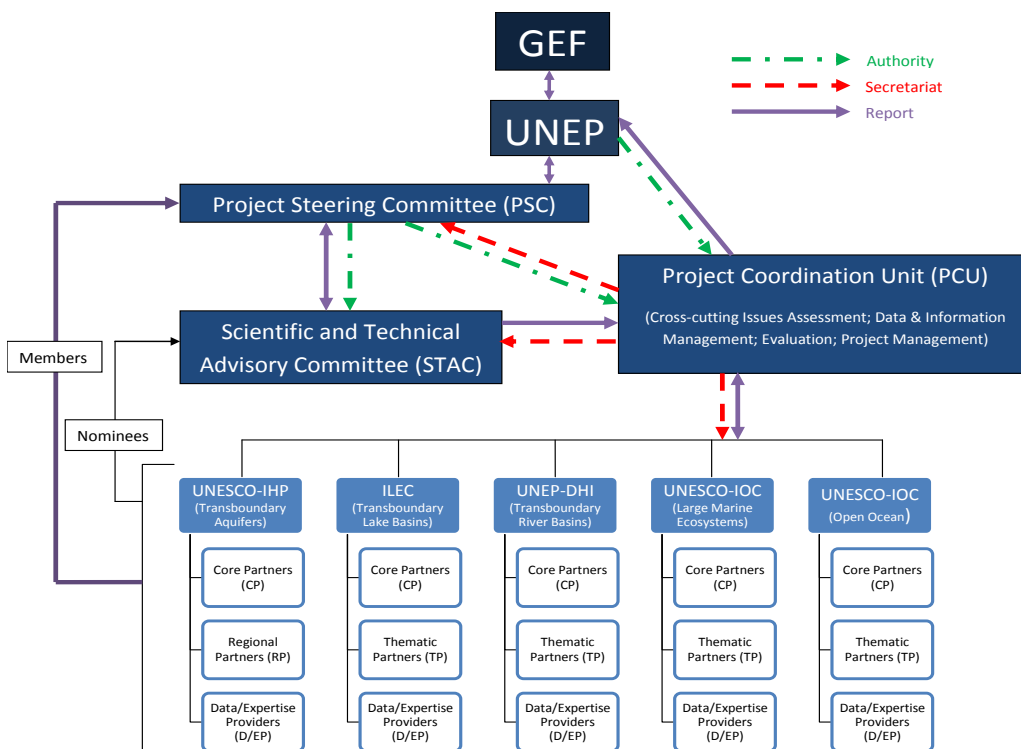 GEF
UNEP
Authority
Secretariat
Report
Project Steering Committee (PSC)
Project Coordination Unit (PCU)
(Cross-cutting Issues Assessment; Data & Information
Management; Evaluation; Project Management)
Scientific and Technical
Advisory Committee (STAC)
Members
Nominees
UNESCO-IHP
(Transboundary
Aquifers)
Core Partners
(CP)
Regional
Partners (RP)
Data/Expertise
Providers
(D/EP)
ILEC
(Transboundary
Lake Basins)
Core Partners
(CP)
Thematic
Partners (TP)
Data/Expertise
Providers
(D/EP)
UNEP-DHI
(Transboundary
River Basins)
Core Partners
(CP)
Thematic
Partners (TP)
Data/Expertise
Providers
(D/EP)
UNESCO-IOC
(Large Marine
Ecosystems)
Core Partners
(CP)
Thematic
Partners (TP)
Data/Expertise
Providers
(D/EP)
UNESCO-IOC
(Open Ocean)
Core Partners
(CP)
Thematic
Partners (TP)
Data/Expertise
Providers
(D/EP)